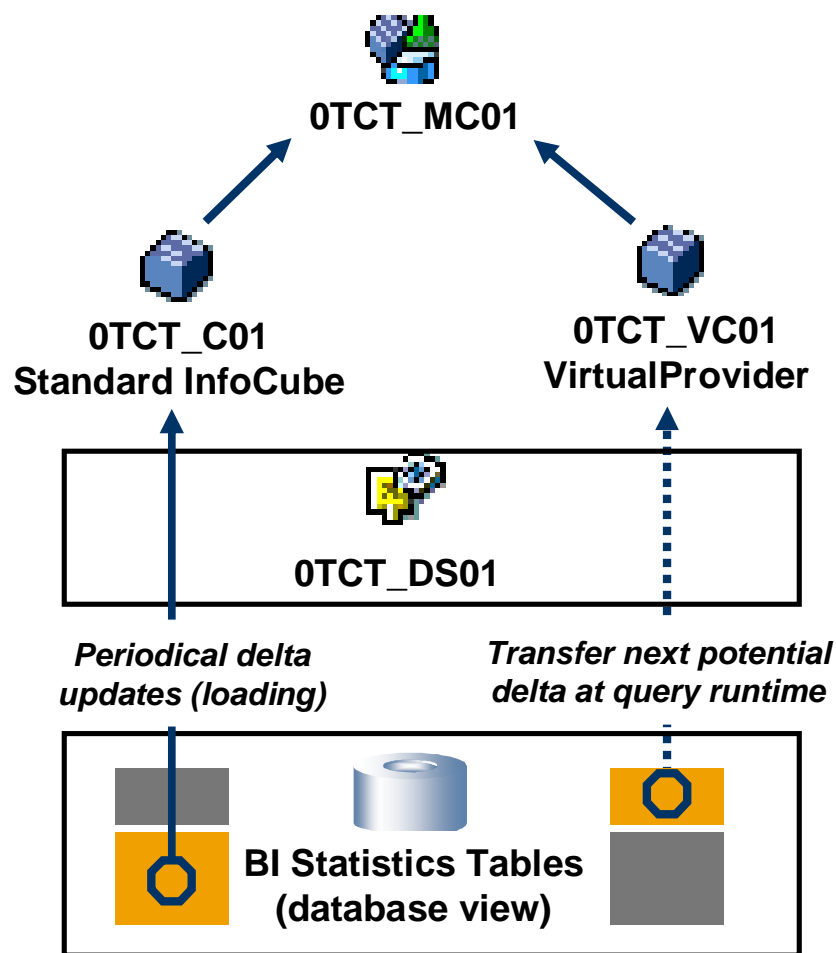 0TCT_MC01
0TCT_C01
Standard InfoCube
0TCT_VC01
VirtualProvider
0TCT_DS01
Periodical delta
updates (loading)
Transfer next potential
delta at query runtime
BI Statistics Tables
(database view)